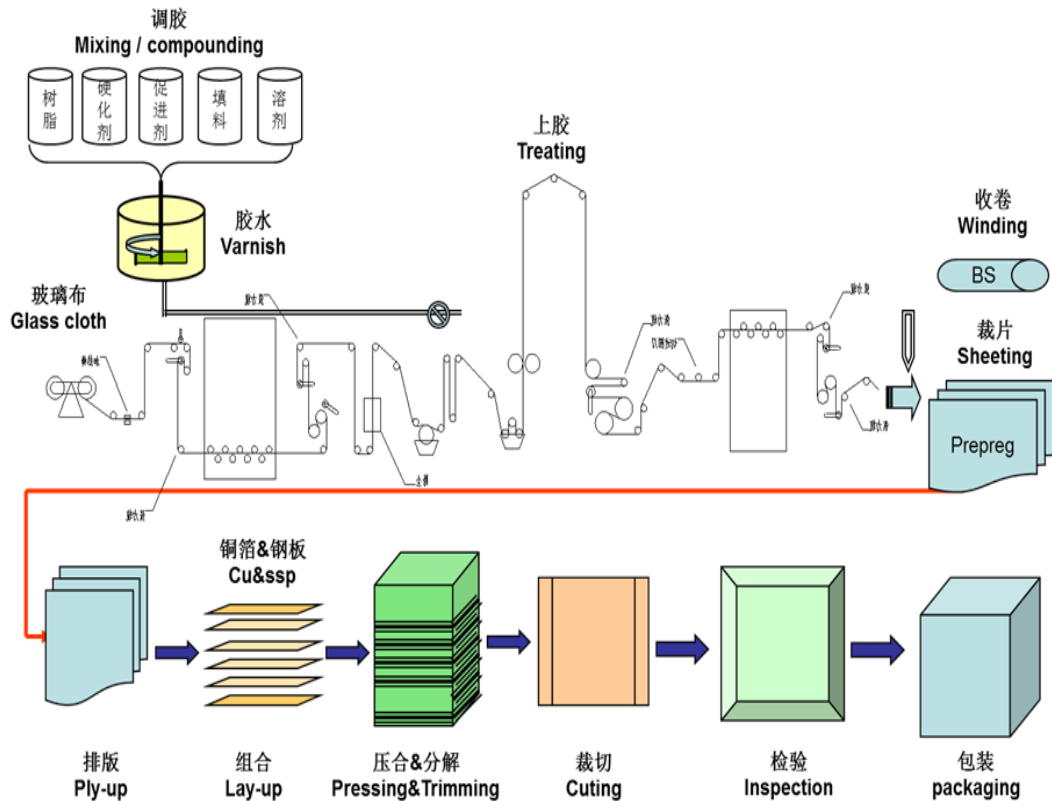 调胶
Mixing / compounding
树脂
硬化剂
促进剂
填料
溶剂
上胶
Treating
胶水
Varnish
收卷
Winding
BS
玻璃布
Glass cloth
裁片
Sheeting
Prepreg
铜箔&钢板
Cu&ssp
排版
Ply-up
组合
Lay-up
压合&分解
Pressing&Trimming
裁切
Cuting
检验
Inspection
包装
packaging